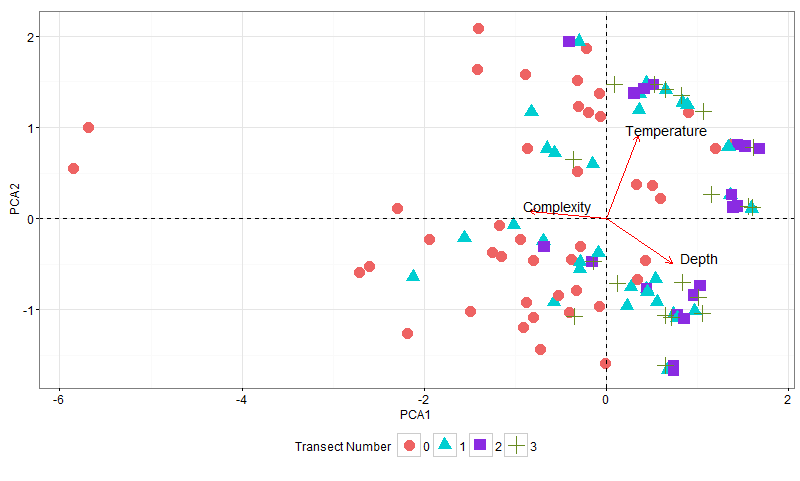 2
1
0
-1
PCA2
Temperature
Complexity
Depth
-6 -4 -2 0 2
PCA1
Transect Number 0 1 2 3